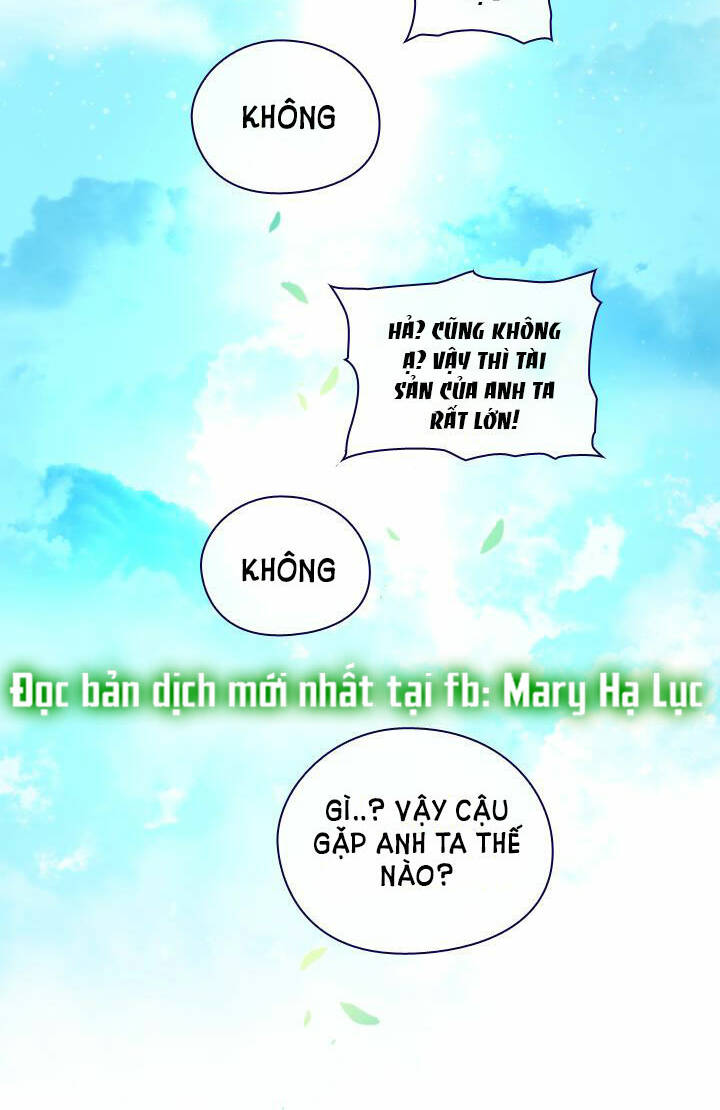 KHÔNG
HẢ? CŨNG KHÔNG
Ạ? VẬY THÌ TÀI
SẢN CỦA ANH TA
RẤT LỚN!
KHÔNG
Đọc bản dịch mới nhất tại fb: Mary Hạ Lục
GÌ..? VẬY CẬU
GẶP ANH TA THẾ
NÀO?